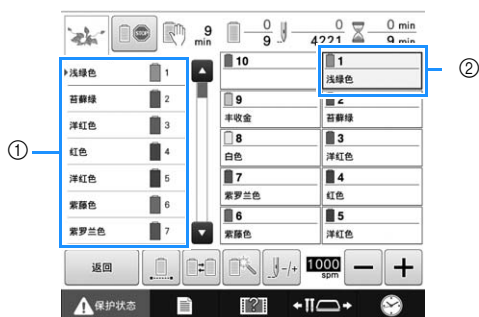 9 min
0
9
0
4221
0 min
9 min
浅绿色 1
苔藓绿 2
洋红色 3
红色 4
洋红色 5
紫藤色 6
紫罗兰色 7
①
10
1
浅绿色
②
9
丰收金
2
苔藓绿
8
白色
3
洋红色
7
紫罗兰色
4
红色
6
紫藤色
5
洋红色
返回
-/+
1000 spm
保护状态